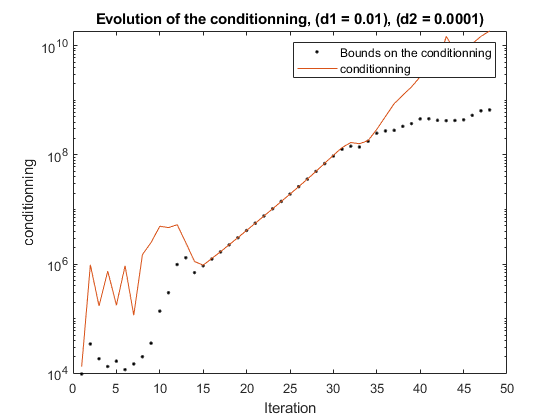 Evolution of the conditionning, (d1 = 0.01), (d2 = 0.0001)
10^10
Bounds on the conditionning
conditionning
10^8
10^6
10^4
conditionning
0 5 10 15 20 25 30 35 40 45 50
Iteration